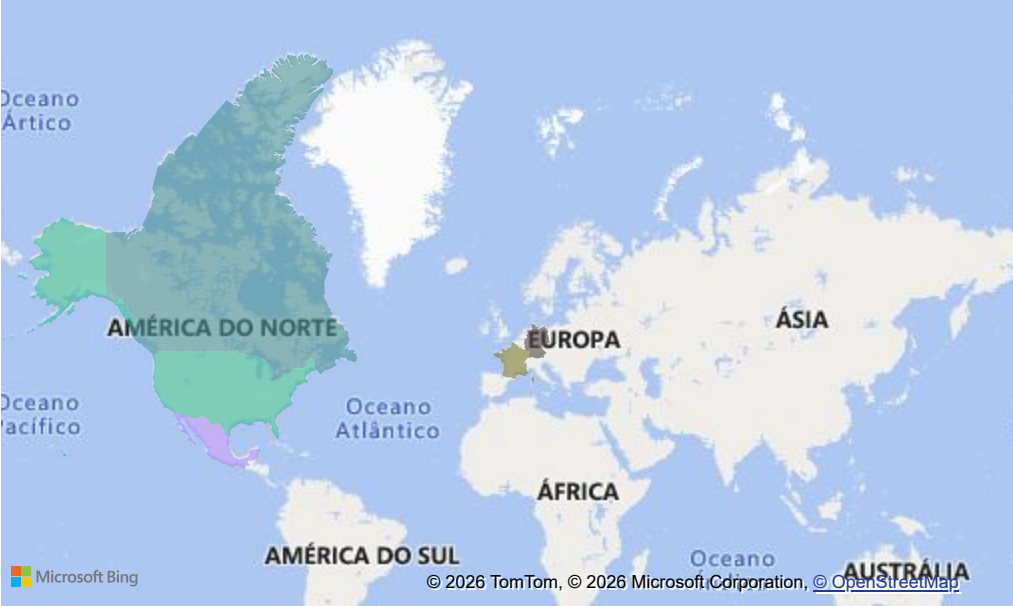 Oceano
Ártico
AMÉRICA DO NORTE
EUROPA
ÁSIA
Oceano
Pacífico
Oceano
Atlântico
ÁFRICA
AMÉRICA DO SUL
Oceano
AUSTRÁLIA
Microsoft Bing
© 2026 TomTom, © 2026 Microsoft Corporation, © OpenStreetMap